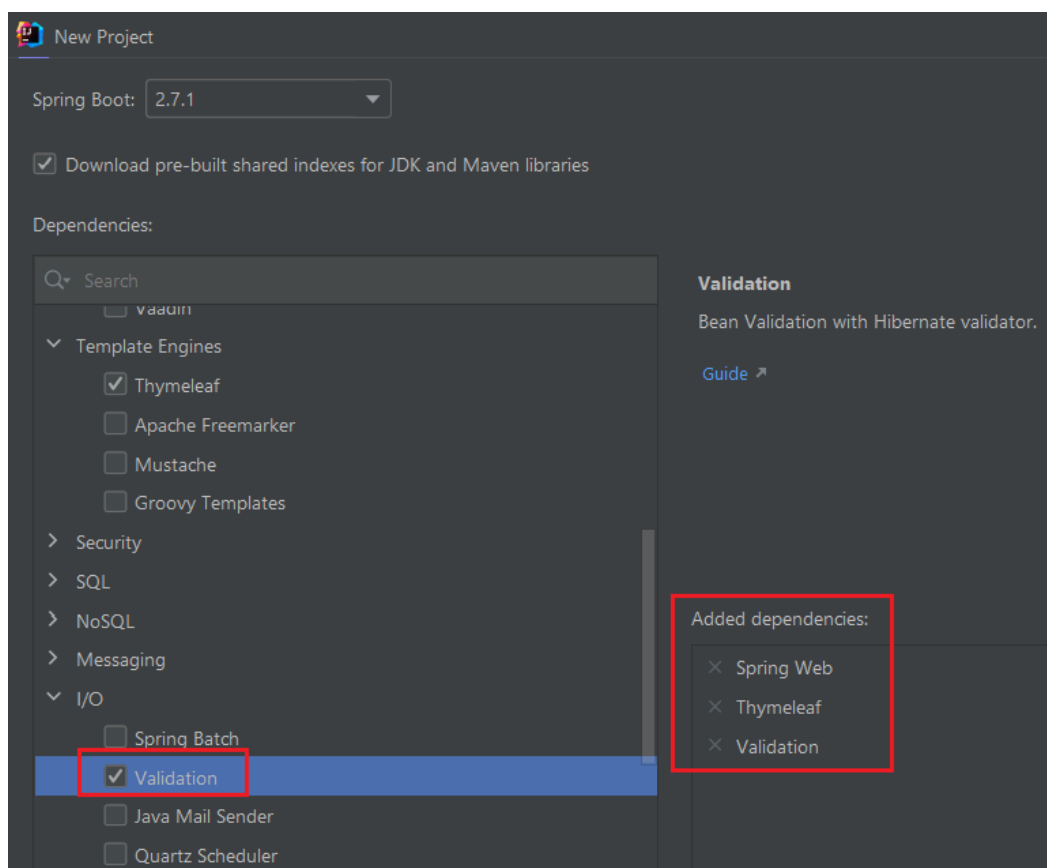 New Project
Spring Boot: 2.7.1
Download pre-built shared indexes for JDK and Maven libraries
Dependencies:
Search
Vaadin
Template Engines
Thymeleaf
Apache Freemarker
Mustache
Groovy Templates
Security
SQL
NoSQL
Messaging
I/O
Spring Batch
Validation
Java Mail Sender
Quartz Scheduler
Validation
Bean Validation with Hibernate validator.
Guide ↗
Added dependencies:
Spring Web
Thymeleaf
Validation